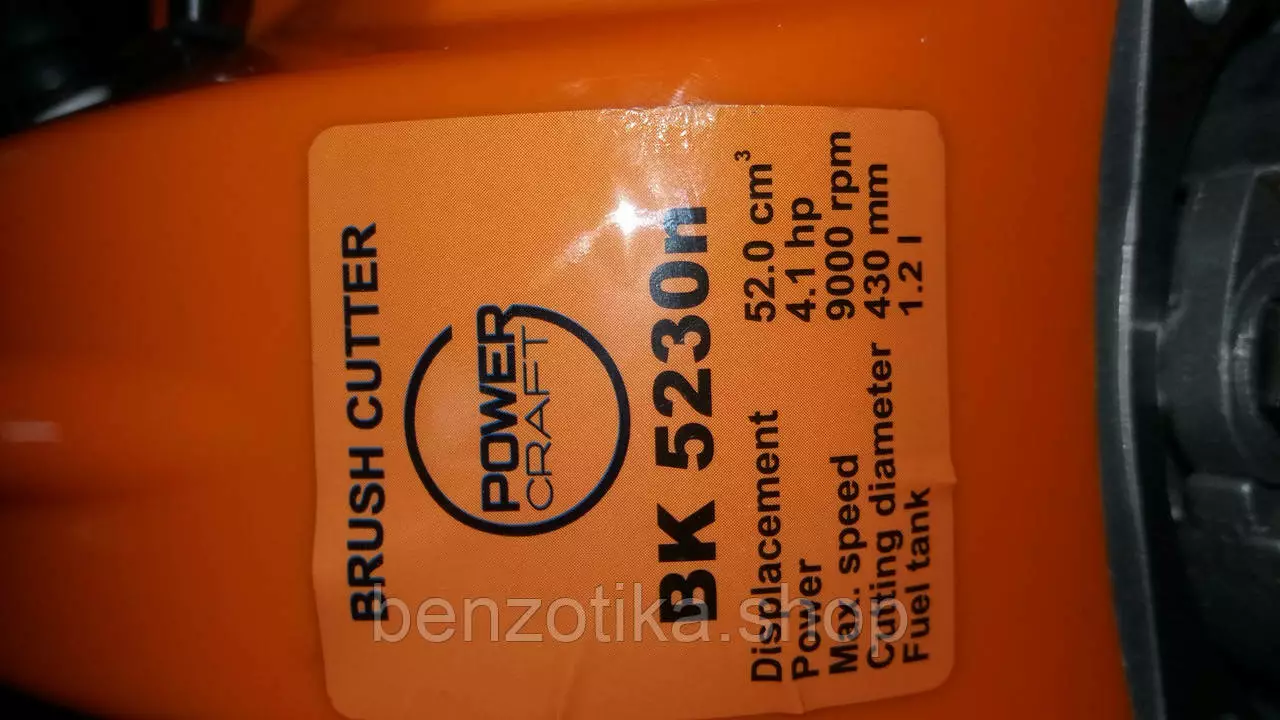 BRUSH CUTTER
POWER
CRAFT
BK 5230n
Displacement 52.0 cm³
Power 4.1 hp
Max. speed 9000 rpm
Cutting diameter 430 mm
Fuel tank 1.2 l
benzotika.shop